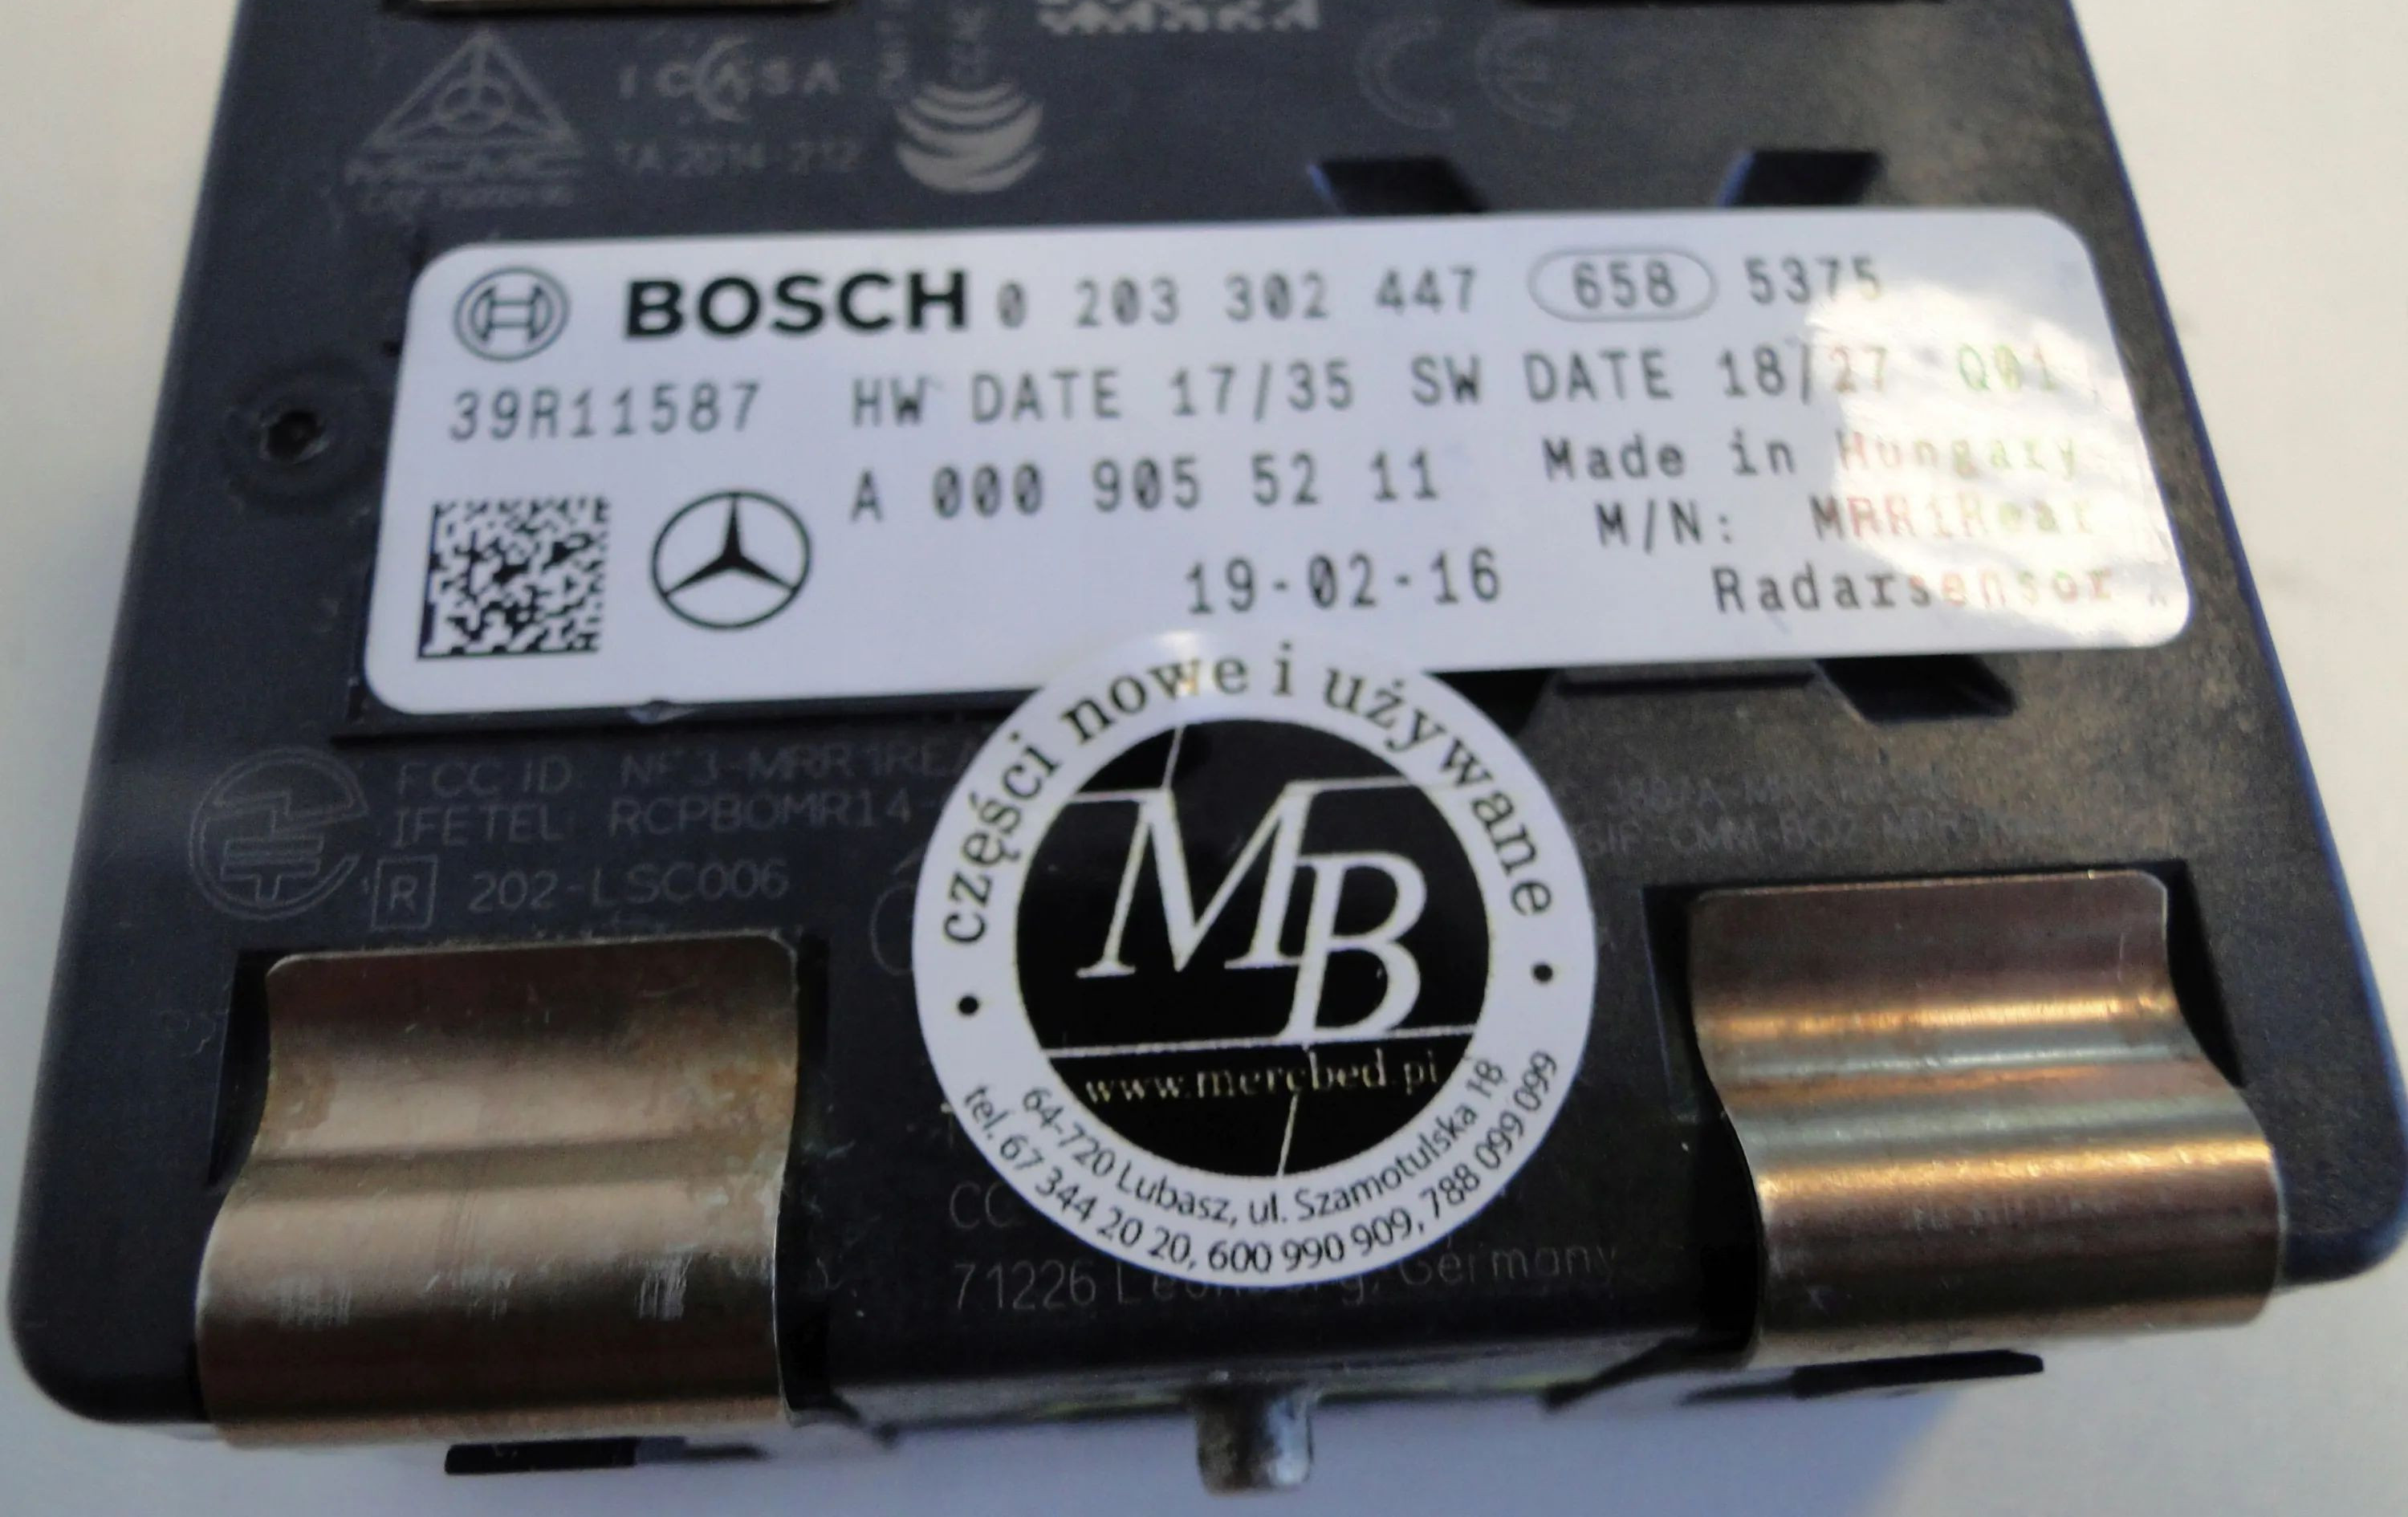 ICASA
TA 2014-212
BOSCH 0 203 302 447 658 5375
39R11587 HW DATE 17/35 SW DATE 18/27 Q01
A 000 905 52 11 Made in Hungary
M/N: MRR1Rear
19-02-16 Radarsensor
FCC ID NF3-MRR1REA
IFETEL RCPBOMR14-
R 202-LSC006
części nowe i używane
MB
www.mercbed.pl
64-720 Lubasz, ul. Szamotulska 18
tel. 67 344 20 20, 600 990 909, 788 099 099
71226 Germany